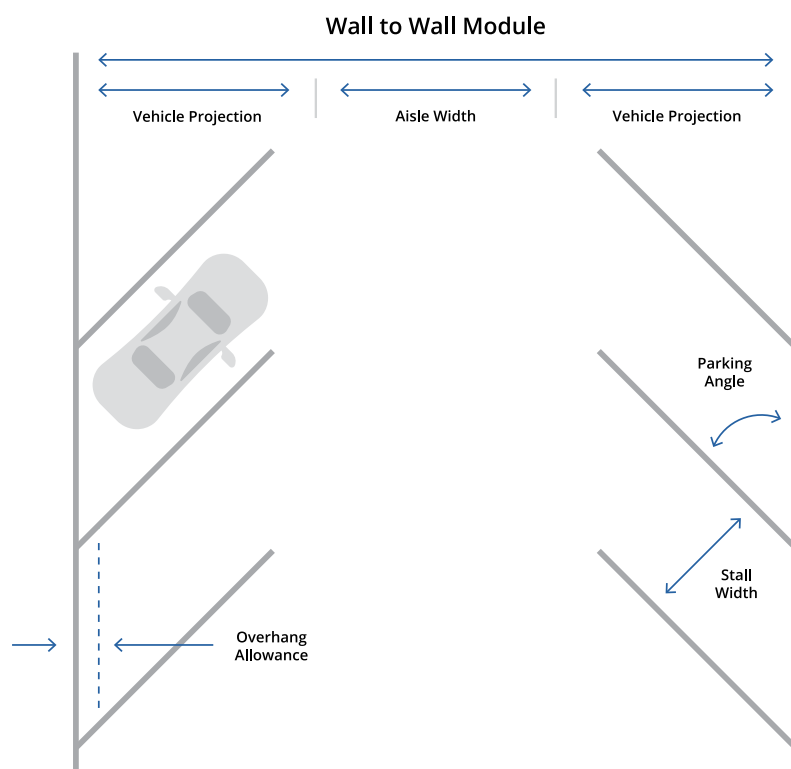 Wall to Wall Module
Vehicle Projection
Aisle Width
Vehicle Projection
Parking
Angle
Stall
Width
Overhang
Allowance